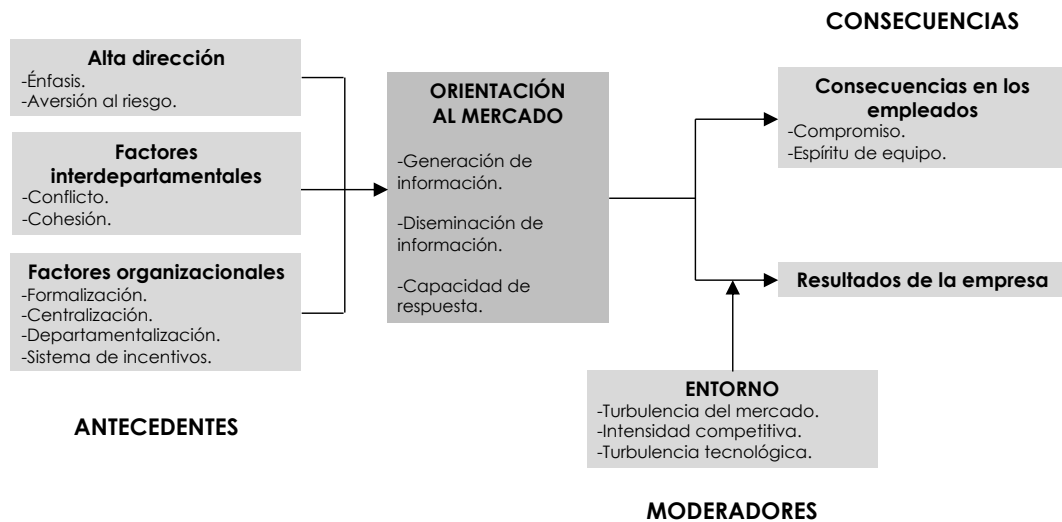 CONSECUENCIAS
Alta dirección
-Énfasis.
-Aversión al riesgo.
Factores
interdepartamentales
-Conflicto.
-Cohesión.
Factores organizacionales
-Formalización.
-Centralización.
-Departamentalización.
-Sistema de incentivos.
ANTECEDENTES
ORIENTACIÓN
AL MERCADO
-Generación de
información.
-Diseminación de
información.
-Capacidad de
respuesta.
Consecuencias en los
empleados
-Compromiso.
-Espíritu de equipo.
Resultados de la empresa
ENTORNO
-Turbulencia del mercado.
-Intensidad competitiva.
-Turbulencia tecnológica.
MODERADORES